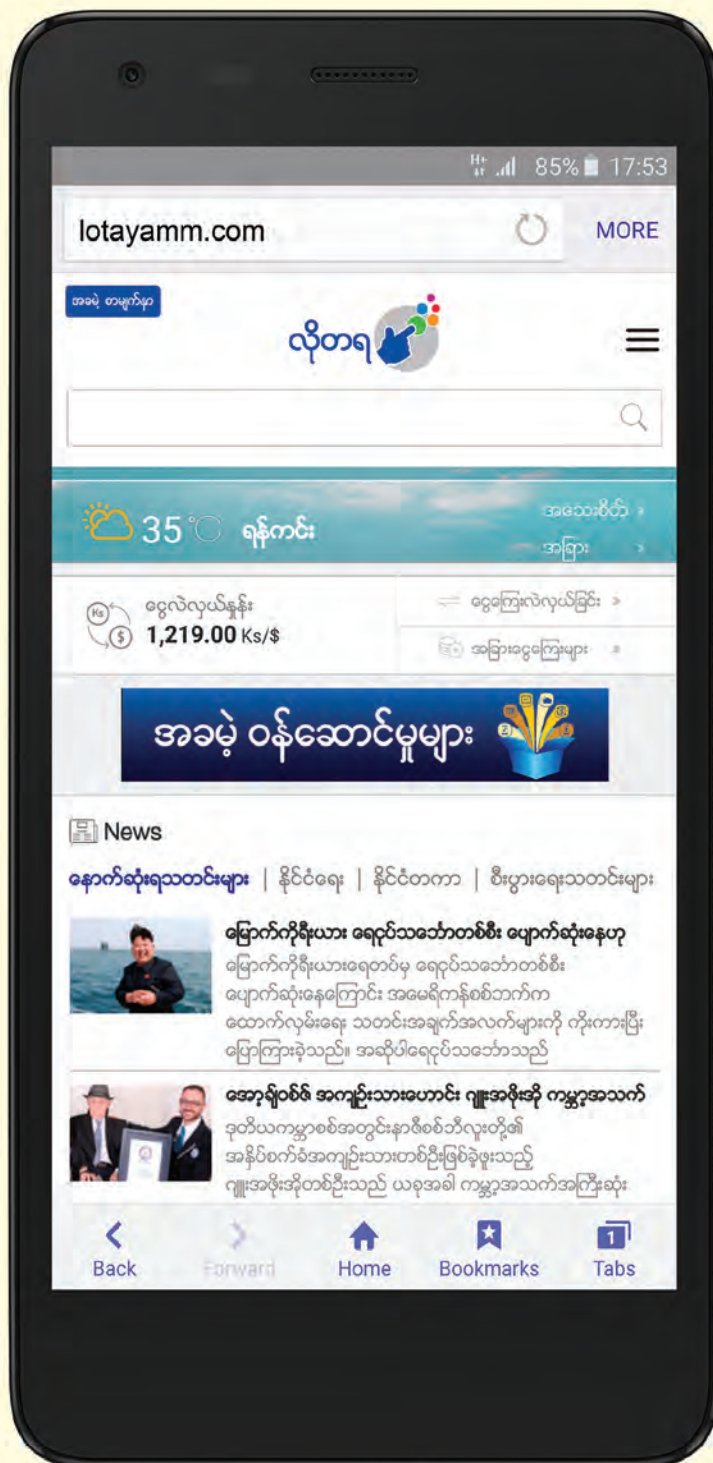 85% 17:53
lotayamm.com
MORE
အခမဲ့ စာမျက်နှာ
လိုတရ
35 °C ရန်ကင်း
အသေးစိတ် »
အခြား »
ငွေလဲလှယ်နှုန်း
1,219.00 Ks/$
Ks
$
ငွေကြေးလဲလှယ်ခြင်း »
အခြားငွေကြေးများ »
အခမဲ့ ဝန်ဆောင်မှုများ
News
နောက်ဆုံးရသတင်းများ | နိုင်ငံရေး | နိုင်ငံတကာ | စီးပွားရေးသတင်းများ
မြောက်ကိုရီးယား ရေငုပ်သင်္ဘောတစ်စီး ပျောက်ဆုံးနေဟု
မြောက်ကိုရီးယားရေတပ်မှ ရေငုပ်သင်္ဘောတစ်စီး
ပျောက်ဆုံးနေကြောင်း အမေရိကန်စစ်ဘက်က
ထောက်လှမ်းရေး သတင်းအချက်အလက်များကို ကိုးကားပြီး
ပြောကြားခဲ့သည်။ အဆိုပါရေငုပ်သင်္ဘောသည်
အော့ရှ်ဝစ်ဇ် အကျဉ်းသားဟောင်း ဂျူးအဖိုးအို ကမ္ဘာ့အသက်
ဒုတိယကမ္ဘာစစ်အတွင်းနာဇီစစ်ဘီလူးတို့၏
အနှိပ်စက်ခံအကျဉ်းသားတစ်ဦးဖြစ်ခဲ့ဖူးသည့်
ဂျူးအဖိုးအိုတစ်ဦးသည် ယခုအခါ ကမ္ဘာ့အသက်အကြီးဆုံး
Back
Forward
Home
Bookmarks
1
Tabs